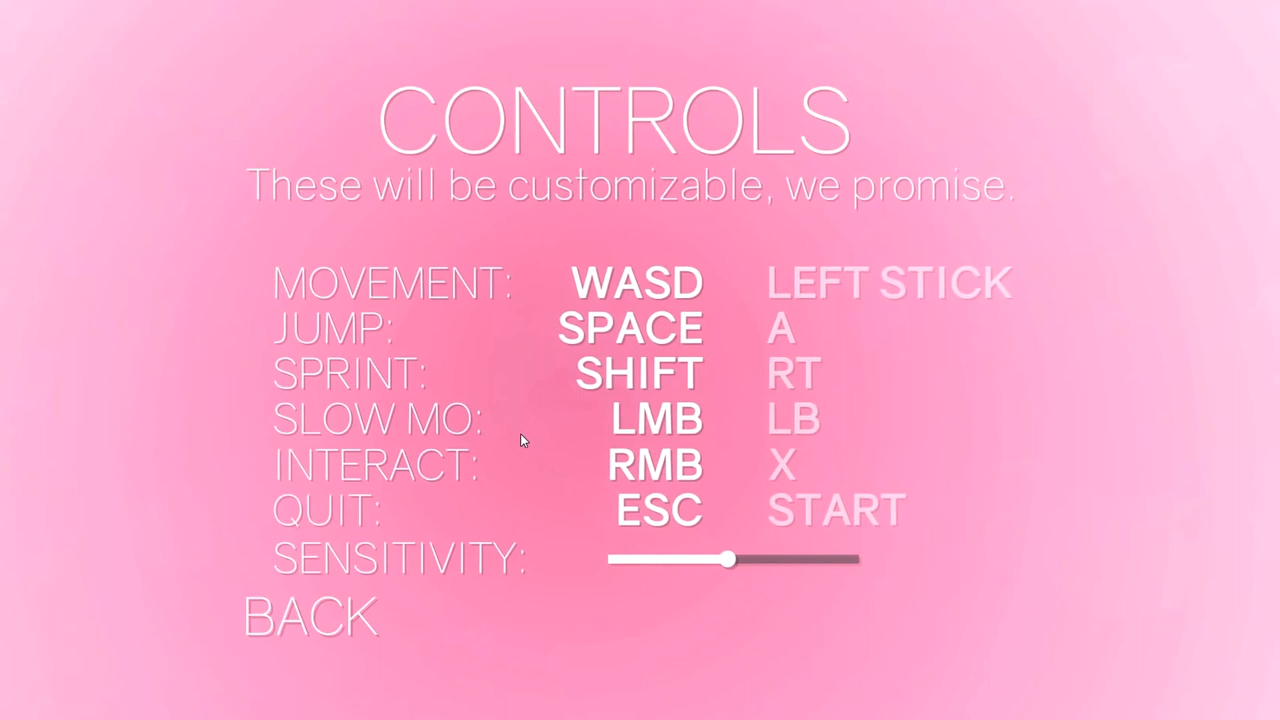 CONTROLS
These will be customizable, we promise.
MOVEMENT: WASD LEFT STICK
JUMP: SPACE A
SPRINT: SHIFT RT
SLOW MO: LMB LB
INTERACT: RMB X
QUIT: ESC START
SENSITIVITY:
BACK